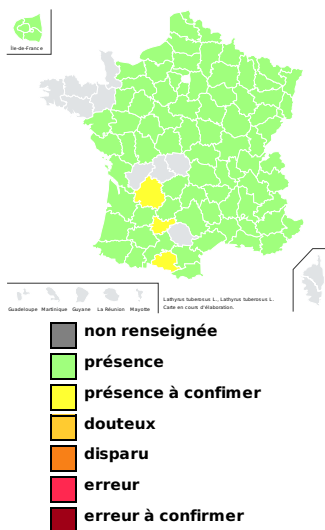 Île-de-France
Guadeloupe Martinique Guyane La Réunion Mayotte
Lathyrus tuberosus L., Lathyrus tuberosus L.
Carte en cours d'élaboration.
non renseignée
présence
présence à confimer
douteux
disparu
erreur
erreur à confirmer